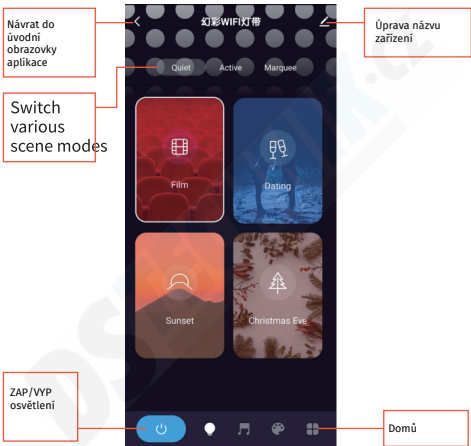 Návrat do
úvodní
obrazovky
aplikace
幻彩WIFI灯带
Úprava názvu
zařízení
Quiet Active Marquee
Switch
various
scene modes
Film
Dating
Sunset
Christmas Eve
ZAP/VYP
osvětlení
Domů